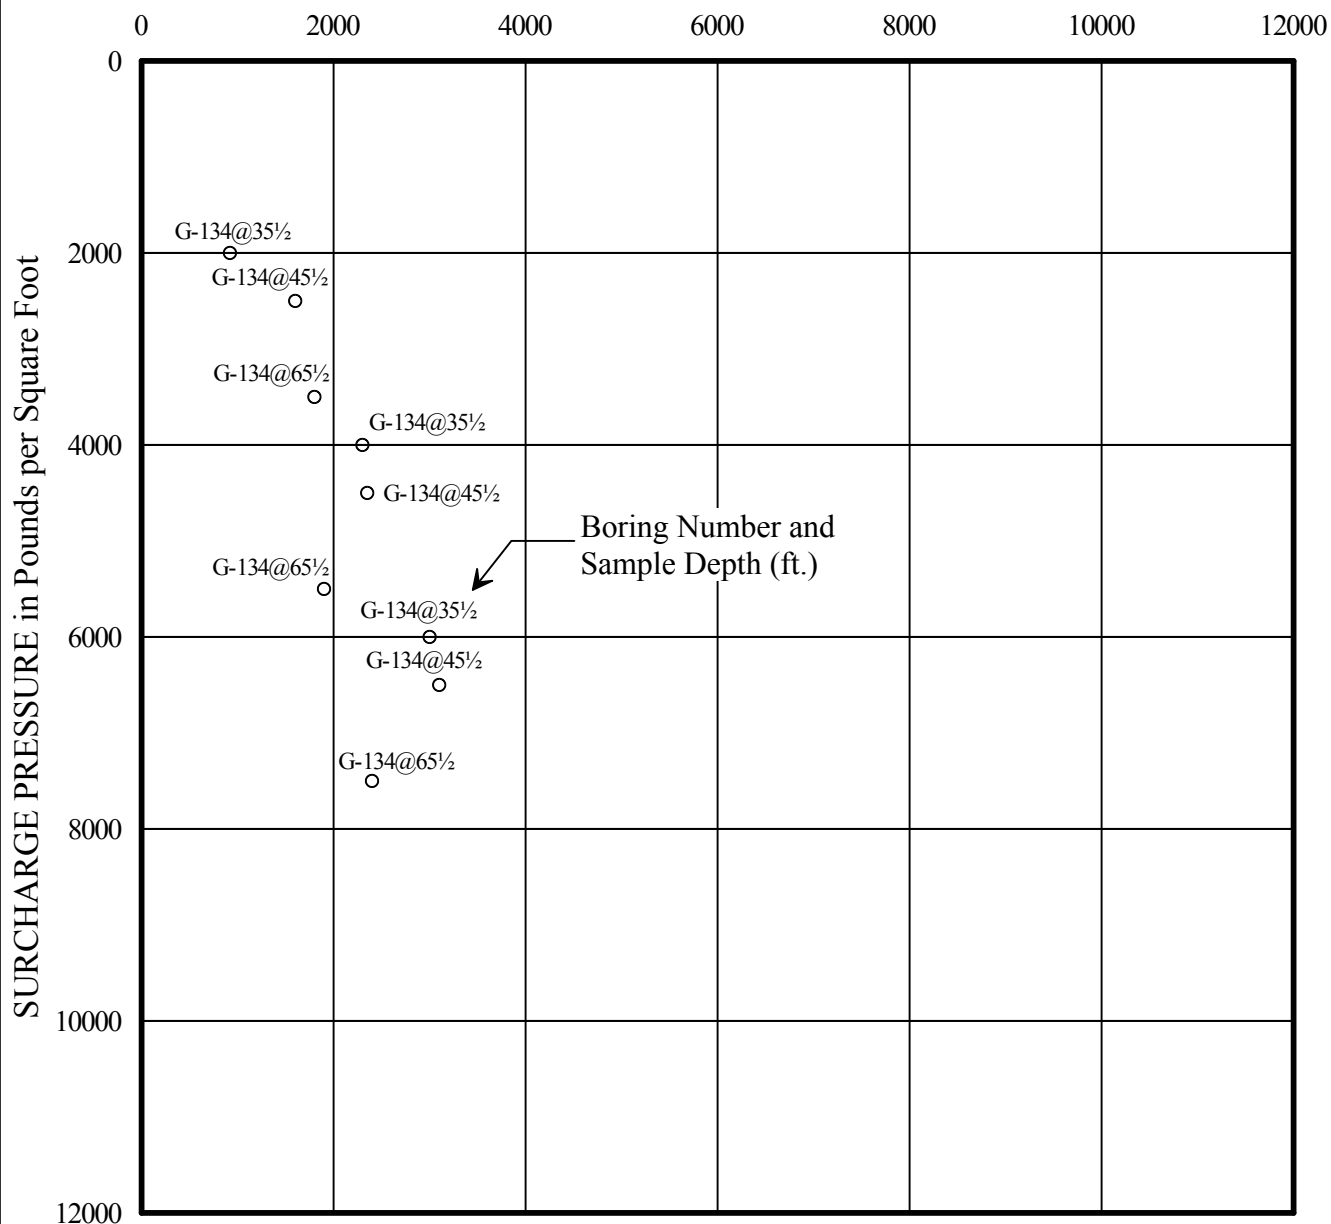 0 2000 4000 6000 8000 10000 12000
0
G-134@35½
2000
G-134@45½
G-134@65½
G-134@35½
4000
G-134@45½
Boring Number and
Sample Depth (ft.)
G-134@65½
G-134@35½
6000
G-134@45½
G-134@65½
8000
10000
12000
SURCHARGE PRESSURE in Pounds per Square Foot